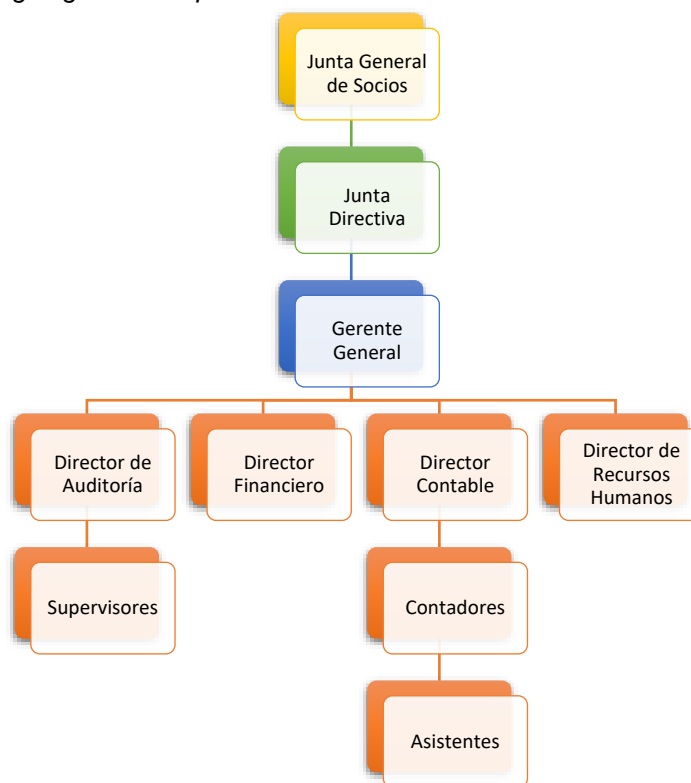 Junta General
de Socios
Junta
Directiva
Gerente
General
Director de
Auditoría
Director
Financiero
Director
Contable
Director de
Recursos
Humanos
Supervisores
Contadores
Asistentes